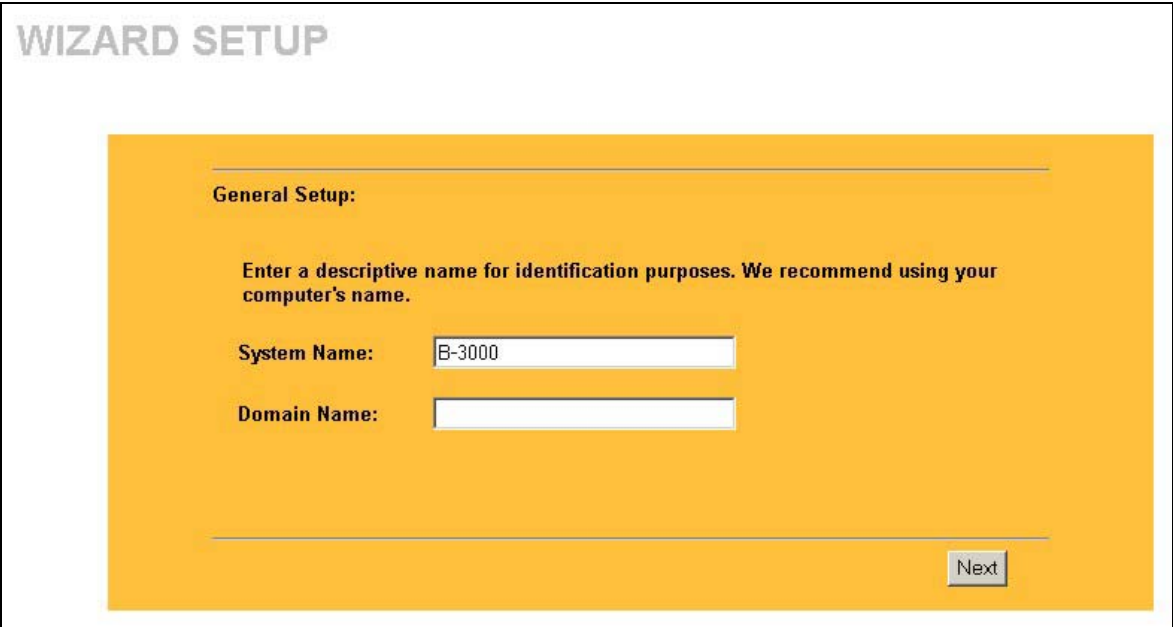 WIZARD SETUP
General Setup:
Enter a descriptive name for identification purposes. We recommend using your
computer's name.
System Name: B-3000
Domain Name:
Next